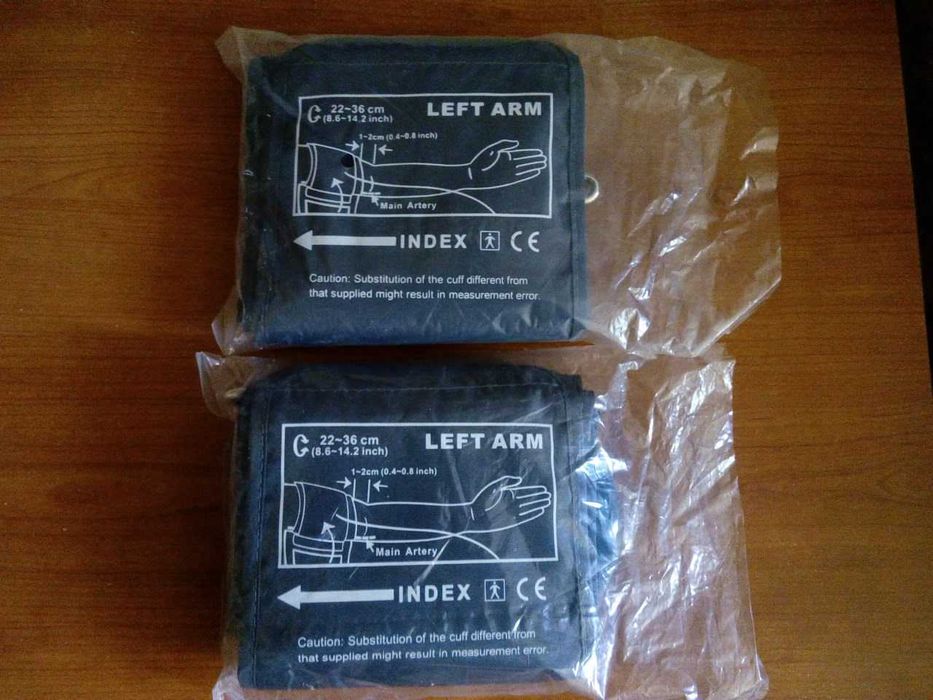 22~36 cm
(8.6~14.2 inch)
LEFT ARM
1~2cm (0.4~0.8 inch)
Main Artery
INDEX CE
Caution: Substitution of the cuff different from
that supplied might result in measurement error.
22~36 cm
(8.6~14.2 inch)
LEFT ARM
1~2cm (0.4~0.8 inch)
Main Artery
INDEX CE
Caution: Substitution of the cuff different from
that supplied might result in measurement error.